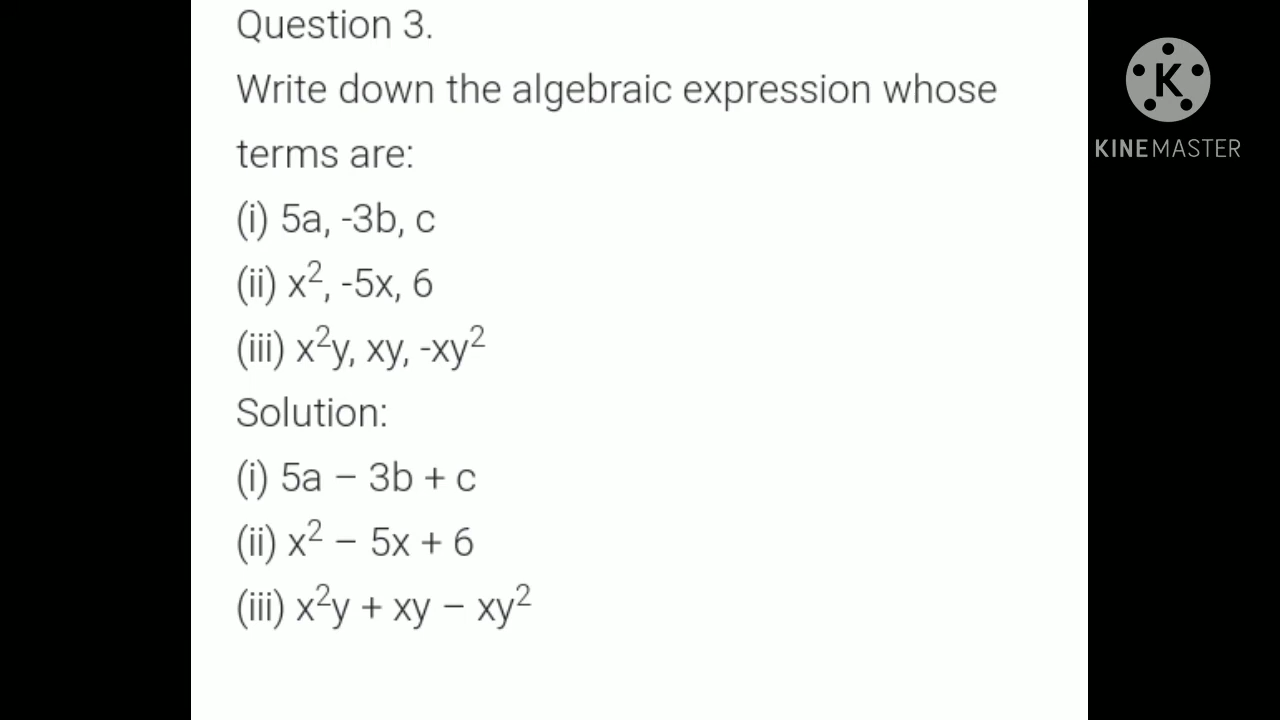 Question 3.
Write down the algebraic expression whose
terms are:
(i) 5a, -3b, c
(ii) x², -5x, 6
(iii) x²y, xy, -xy²
Solution:
(i) 5a – 3b + c
(ii) x² – 5x + 6
(iii) x²y + xy – xy²
K
KINEMASTER